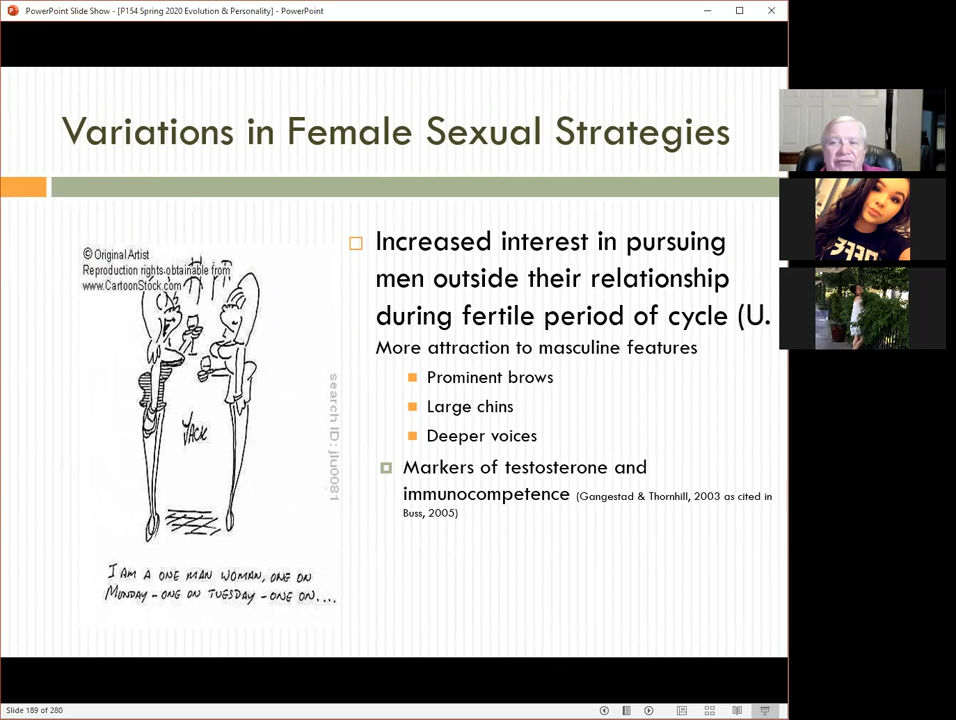 PowerPoint Slide Show - [P154 Spring 2020 Evolution & Personality] - PowerPoint
Variations in Female Sexual Strategies
© Original Artist
Reproduction rights obtainable from
www.CartoonStock.com
search ID: jlu0081
JACK
I AM A ONE MAN WOMAN, ONE ON
MONDAY - ONE ON TUESDAY - ONE ON....
Increased interest in pursuing
men outside their relationship
during fertile period of cycle (U.
More attraction to masculine features
Prominent brows
Large chins
Deeper voices
Markers of testosterone and
immunocompetence (Gangestad & Thornhill, 2003 as cited in
Buss, 2005)
Slide 189 of 280